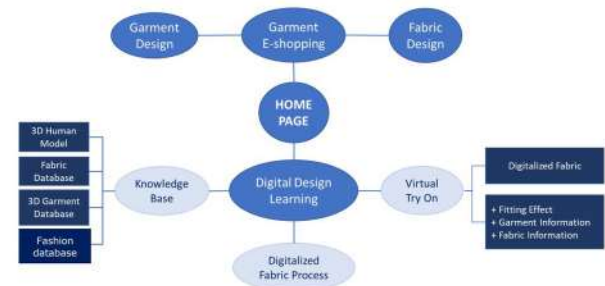 Garment
Design
Garment
E-shopping
Fabric
Design
HOME
PAGE
3D Human
Model
Fabric
Database
3D Garment
Database
Fashion
database
Knowledge
Base
Digital Design
Learning
Virtual
Try On
Digitalized Fabric
+ Fitting Effect
+ Garment Information
+ Fabric Information
Digitalized
Fabric Process